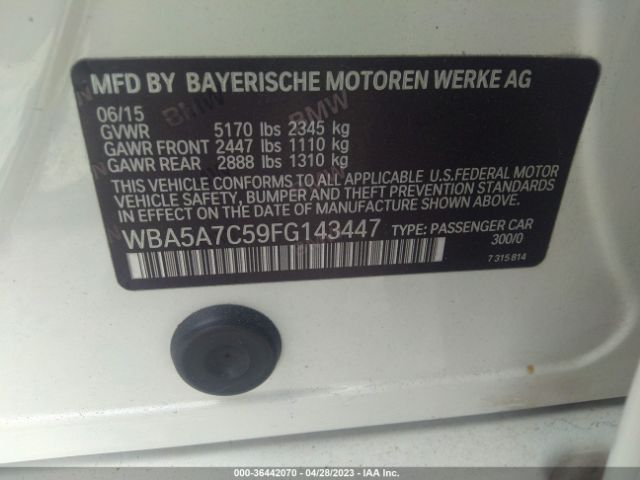 MFD BY BAYERISCHE MOTOREN WERKE AG
06/15
GVWR 5170 lbs 2345 kg
GAWR FRONT 2447 lbs 1110 kg
GAWR REAR 2888 lbs 1310 kg
THIS VEHICLE CONFORMS TO ALL APPLICABLE U.S.FEDERAL MOTOR
VEHICLE SAFETY, BUMPER AND THEFT PREVENTION STANDARDS
IN EFFECT ON THE DATE OF MANUFACTURE SHOWN ABOVE.
WBA5A7C59FG143447 TYPE: PASSENGER CAR
300/0
7 315 814
BMW
BMW
000-36442070 | 04/28/2023 | IAA Inc.